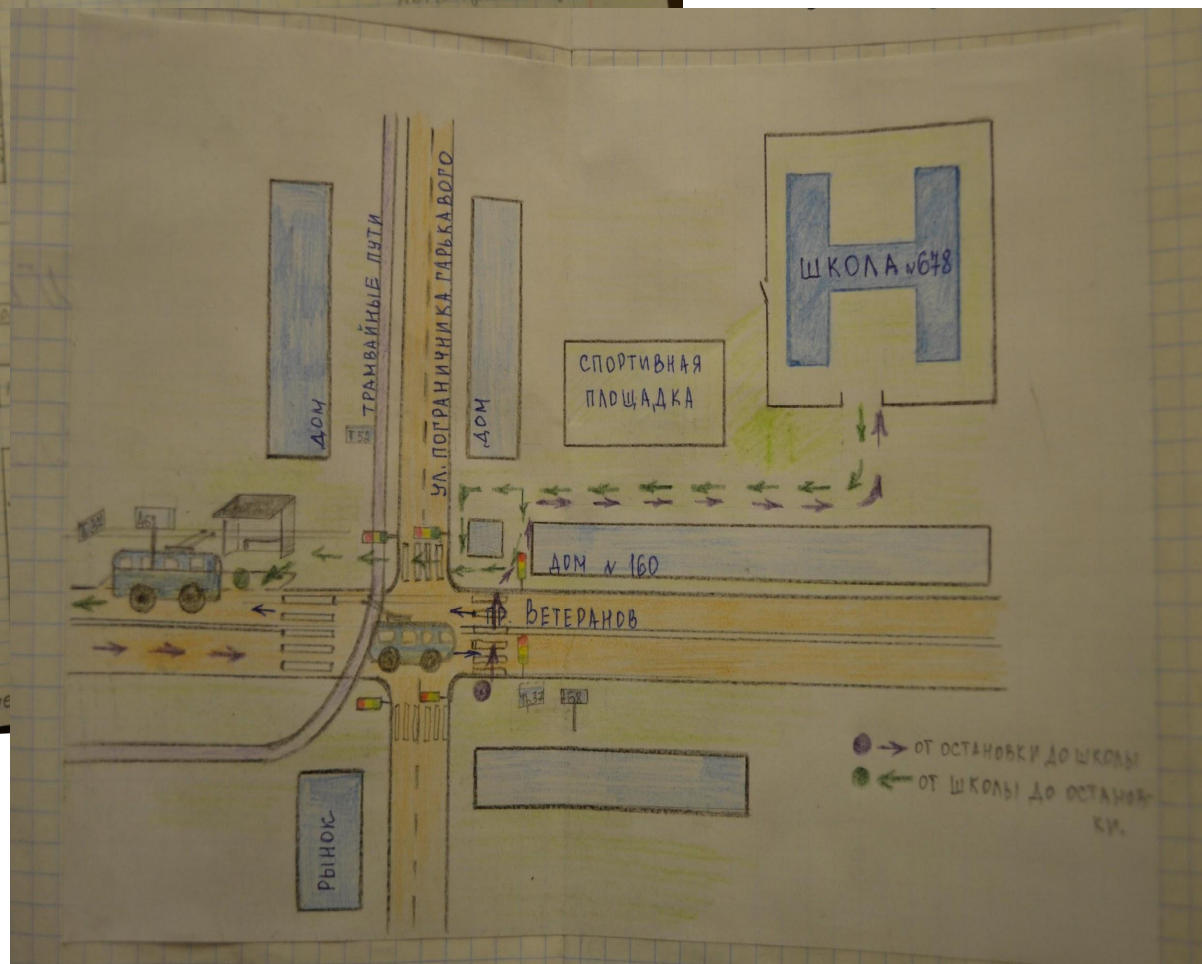 ШКОЛА №678
ТРАМВАЙНЫЕ ПУТИ
УЛ. ПОГРАНИЧНИКА ГАРЬКАВОГО
ДОМ
ДОМ
СПОРТИВНАЯ
ПЛОЩАДКА
Т 52
ДОМ № 160
ПР. ВЕТЕРАНОВ
РЫНОК
ОТ ОСТАНОВКИ ДО ШКОЛЫ
ОТ ШКОЛЫ ДО ОСТАНОВ-
КИ.